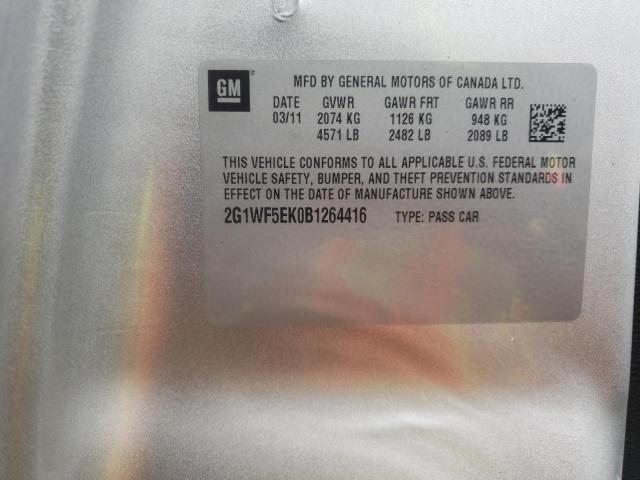 GM ® MFD BY GENERAL MOTORS OF CANADA LTD.
DATE GVWR GAWR FRT GAWR RR
03/11 2074 KG 1126 KG 948 KG
4571 LB 2482 LB 2089 LB
THIS VEHICLE CONFORMS TO ALL APPLICABLE U.S. FEDERAL MOTOR
VEHICLE SAFETY, BUMPER, AND THEFT PREVENTION STANDARDS IN
EFFECT ON THE DATE OF MANUFACTURE SHOWN ABOVE.
2G1WF5EK0B1264416 TYPE: PASS CAR